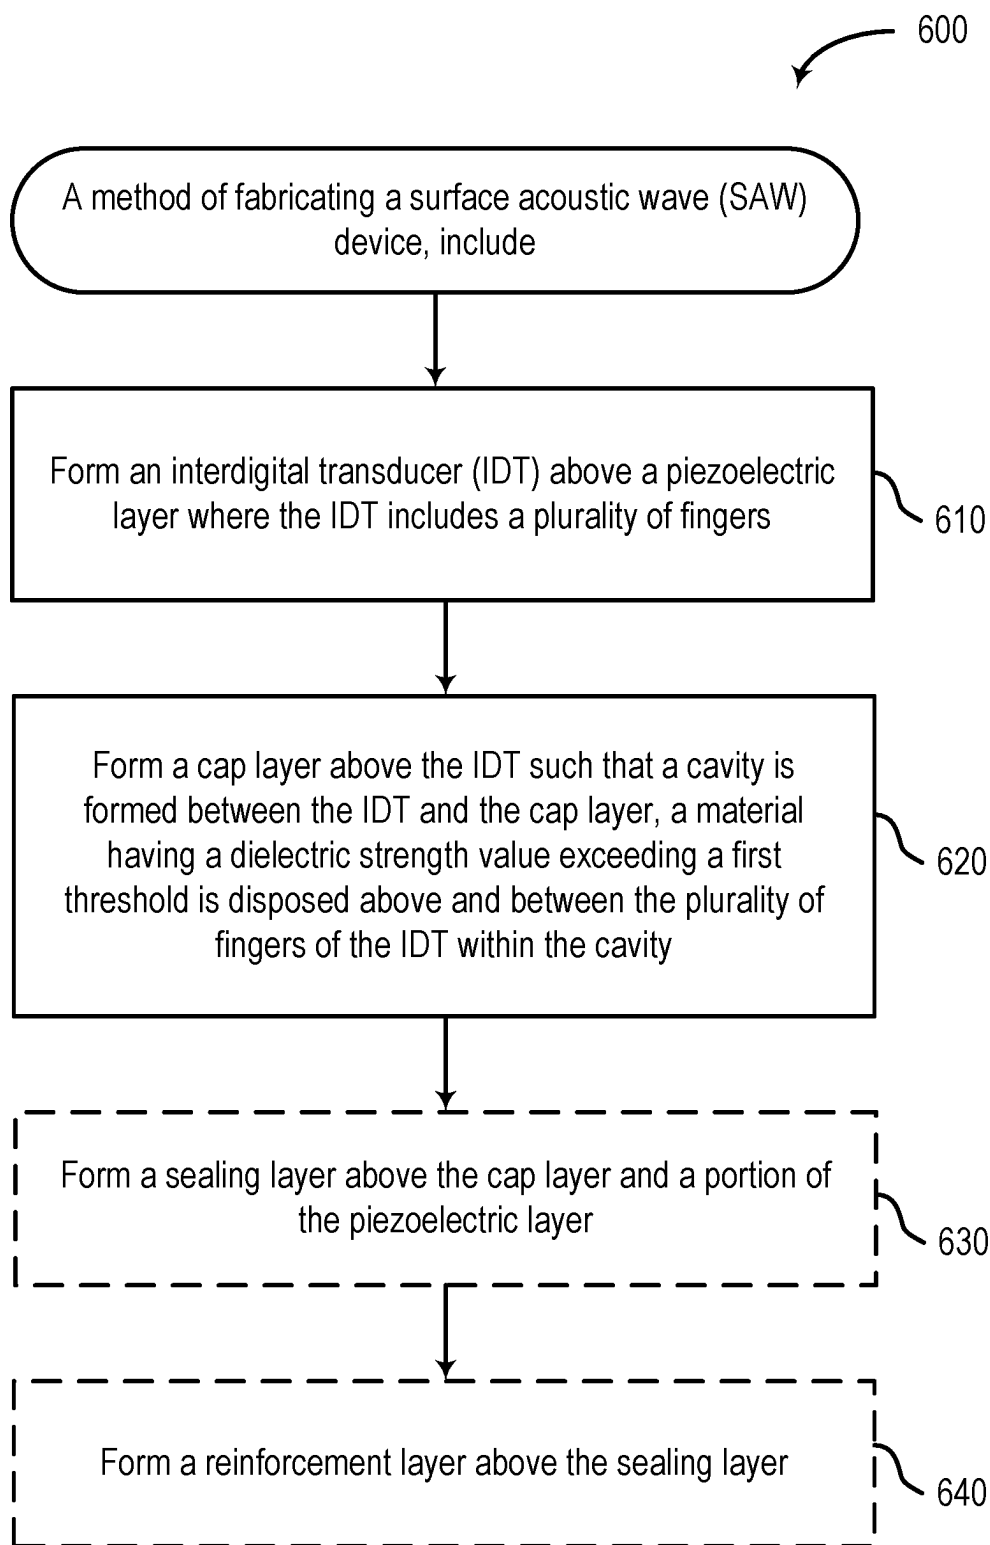 600
A method of fabricating a surface acoustic wave (SAW)
device, include
Form an interdigital transducer (IDT) above a piezoelectric
layer where the IDT includes a plurality of fingers
610
Form a cap layer above the IDT such that a cavity is
formed between the IDT and the cap layer, a material
having a dielectric strength value exceeding a first
threshold is disposed above and between the plurality of
fingers of the IDT within the cavity
620
Form a sealing layer above the cap layer and a portion of
the piezoelectric layer
630
Form a reinforcement layer above the sealing layer
640